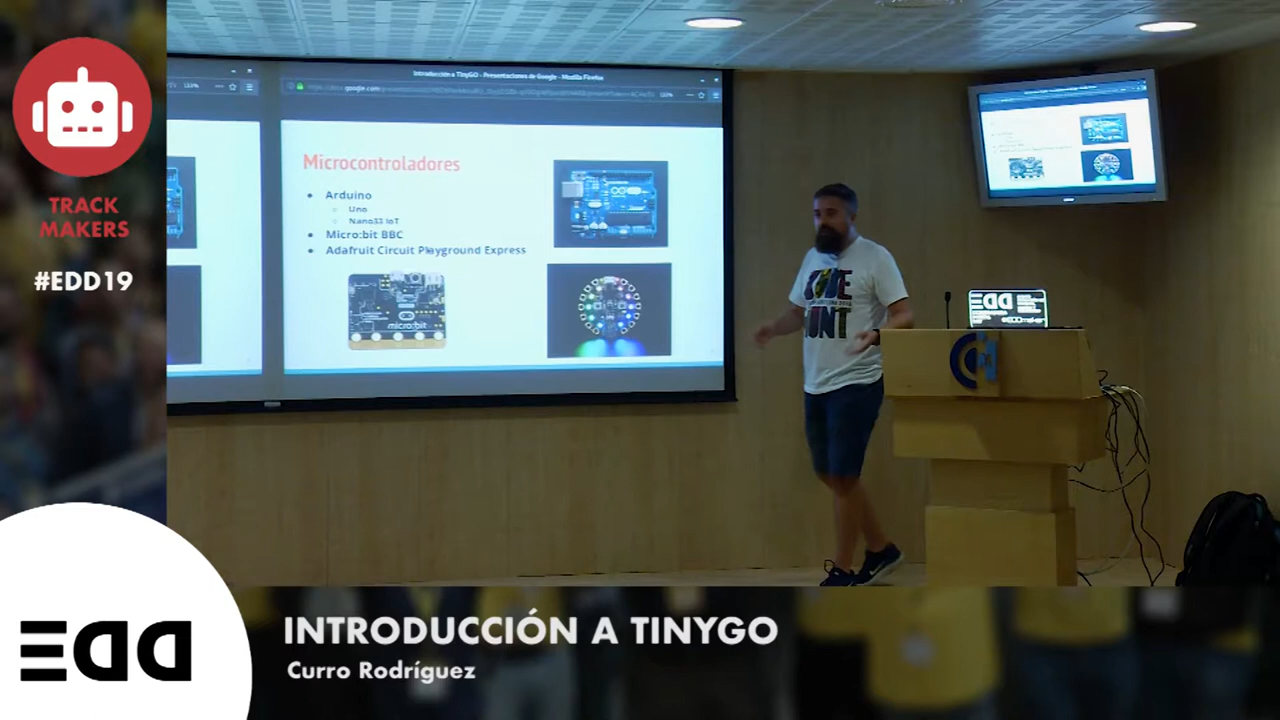 TRACK
MAKERS
#EDD19
Introducción a TinyGO - Presentaciones de Google - Mozilla Firefox
Microcontroladores
Arduino
Uno
Nano33 IoT
Micro:bit BBC
Adafruit Circuit Playground Express
micro:bit
EDD
INTRODUCCIÓN A TINYGO
Curro Rodríguez
EDD